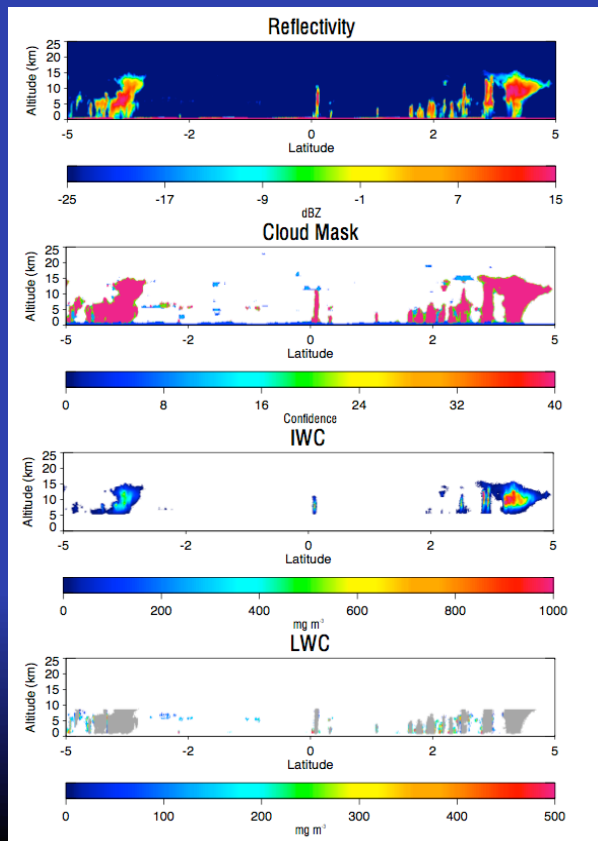 Reflectivity
Altitude (km)
25
20
15
10
5
0
-5 -2 0 2 5
Latitude
-25 -17 -9 -1 7 15
dBZ
Cloud Mask
Altitude (km)
25
20
15
10
5
0
-5 -2 0 2 5
Latitude
0 8 16 24 32 40
Confidence
IWC
Altitude (km)
25
20
15
10
5
0
-5 -2 0 2 5
Latitude
0 200 400 600 800 1000
mg m⁻³
LWC
Altitude (km)
25
20
15
10
5
0
-5 -2 0 2 5
Latitude
0 100 200 300 400 500
mg m⁻³